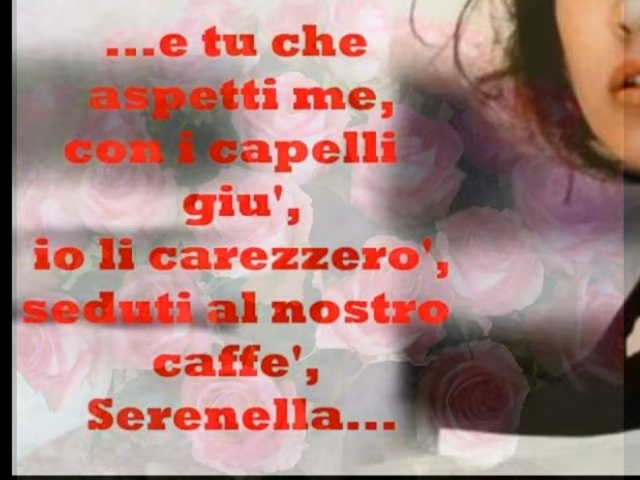 ...e tu che
aspetti me,
con i capelli
giu',
io li carezzero',
seduti al nostro
caffe',
Serenella...